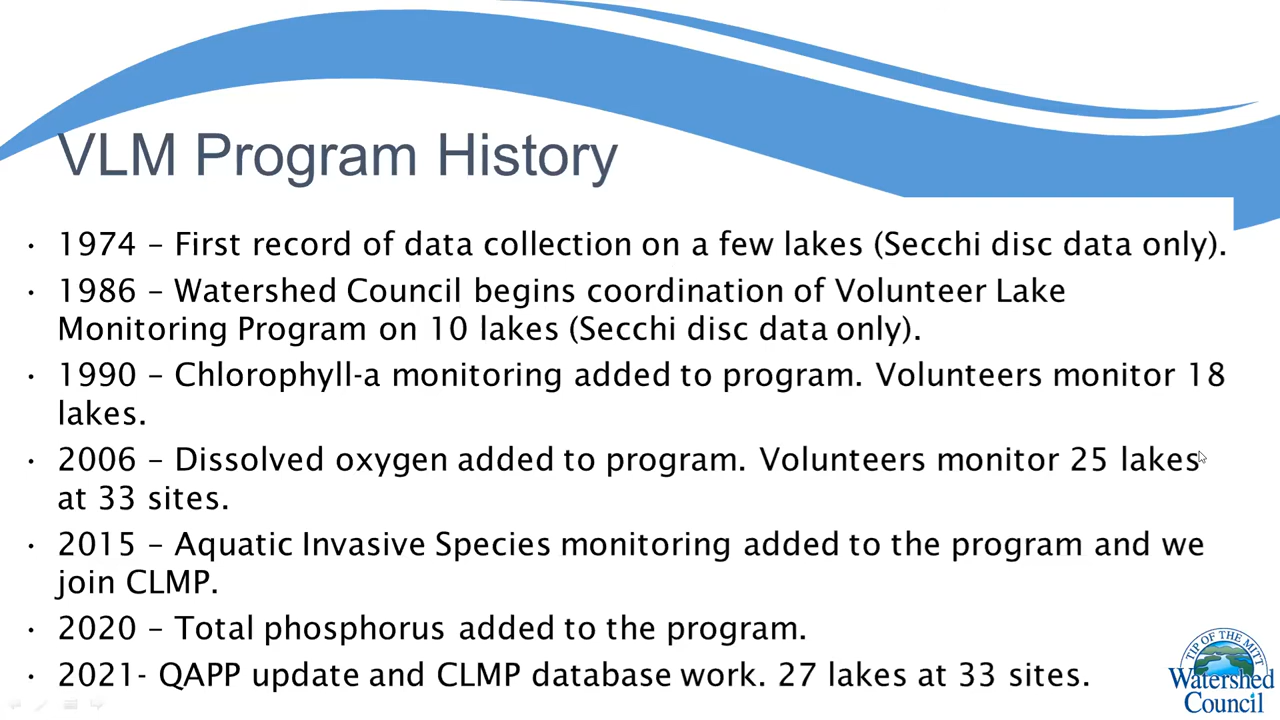 VLM Program History
• 1974 – First record of data collection on a few lakes (Secchi disc data only).
• 1986 – Watershed Council begins coordination of Volunteer Lake
Monitoring Program on 10 lakes (Secchi disc data only).
• 1990 – Chlorophyll-a monitoring added to program. Volunteers monitor 18
lakes.
• 2006 – Dissolved oxygen added to program. Volunteers monitor 25 lakes
at 33 sites.
• 2015 – Aquatic Invasive Species monitoring added to the program and we
join CLMP.
• 2020 – Total phosphorus added to the program.
• 2021- QAPP update and CLMP database work. 27 lakes at 33 sites.
TIP OF THE MITT
Watershed
Council